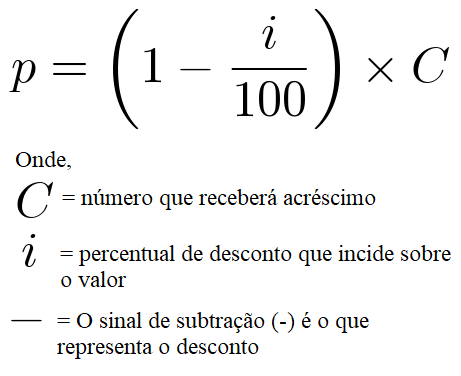 p = (1 − i/100) × C
Onde,
C = número que receberá acréscimo
i = percentual de desconto que incide sobre
o valor
— = O sinal de subtração (-) é o que
representa o desconto